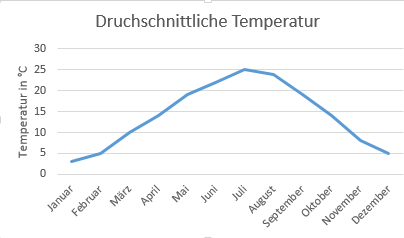 Druchschnittliche Temperatur
Temperatur in °C
30
25
20
15
10
5
0
Januar
Februar
März
April
Mai
Juni
Juli
August
September
Oktober
November
Dezember